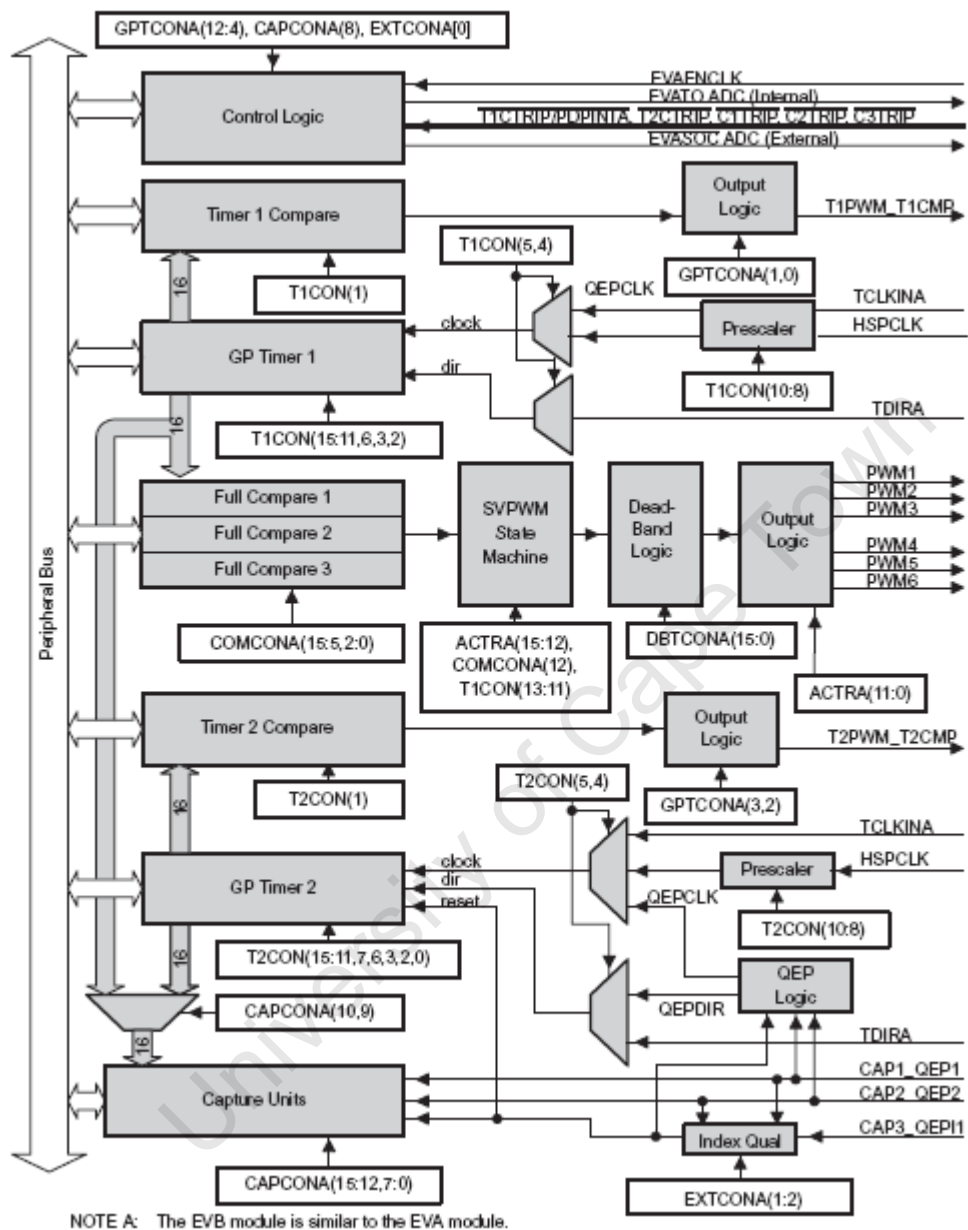 GPTCONA(12:4), CAPCONA(8), EXTCONA[0]
Control Logic
EVAENCLK
EVATO ADC (Internal)
T1CTRIP/PDPINTA, T2CTRIP, C1TRIP, C2TRIP, C3TRIP
EVASOC ADC (External)
Timer 1 Compare
Output
Logic
T1PWM_T1CMP
T1CON(5,4)
16
T1CON(1)
GPTCONA(1,0)
QEPCLK
TCLKINA
clock
Prescaler
HSPCLK
GP Timer 1
dir
T1CON(10:8)
TDIRA
16
T1CON(15:11,6,3,2)
Full Compare 1
Full Compare 2
Full Compare 3
SVPWM
State
Machine
Dead-
Band
Logic
Output
Logic
PWM1
PWM2
PWM3
PWM4
PWM5
PWM6
Peripheral Bus
COMCONA(15:5,2:0)
ACTRA(15:12),
COMCONA(12),
T1CON(13:11)
DBTCONA(15:0)
ACTRA(11:0)
Timer 2 Compare
Output
Logic
T2PWM_T2CMP
T2CON(5,4)
16
T2CON(1)
GPTCONA(3,2)
TCLKINA
clock
HSPCLK
Prescaler
GP Timer 2
dir
reset
QEPCLK
T2CON(10:8)
16
T2CON(15:11,7,6,3,2,0)
QEP
Logic
QEPDIR
CAPCONA(10,9)
TDIRA
16
CAP1_QEP1
Capture Units
CAP2_QEP2
CAP3_QEPI1
Index Qual
CAPCONA(15:12,7:0)
EXTCONA(1:2)
NOTE A: The EVB module is similar to the EVA module.
University of Cape Town